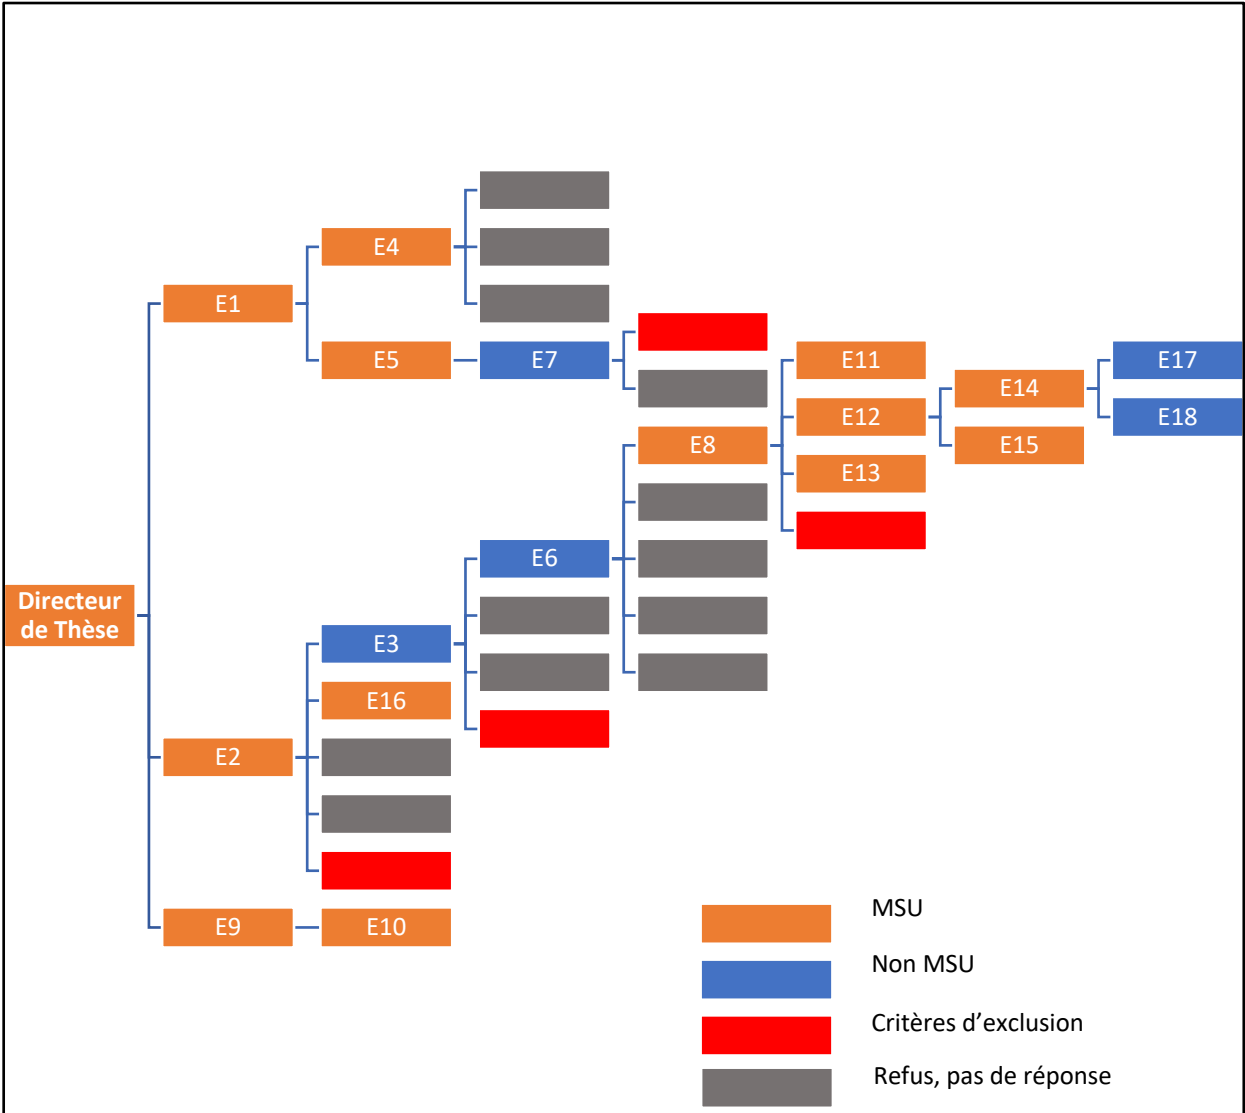 E4
E1
E5
E7
E11
E14
E17
E12
E18
E8
E15
E13
E6
Directeur
de Thèse
E3
E16
E2
E9
E10
MSU
Non MSU
Critères d’exclusion
Refus, pas de réponse